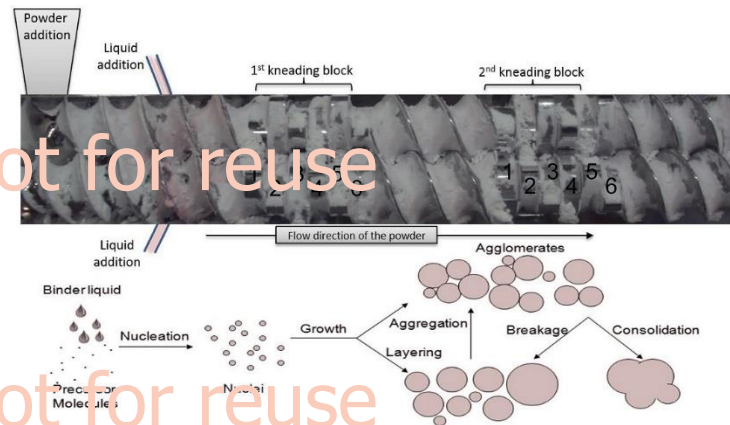 Powder
addition
Liquid
addition
1st kneading block
2nd kneading block
ot for reuse
1
2
3
4
5
6
1
2
3
4
5
6
Liquid
addition
Flow direction of the powder
Agglomerates
Binder liquid
Nucleation
Growth
Aggregation
Layering
Breakage
Consolidation
Precursor
Molecules
Nuclei
ot for reuse